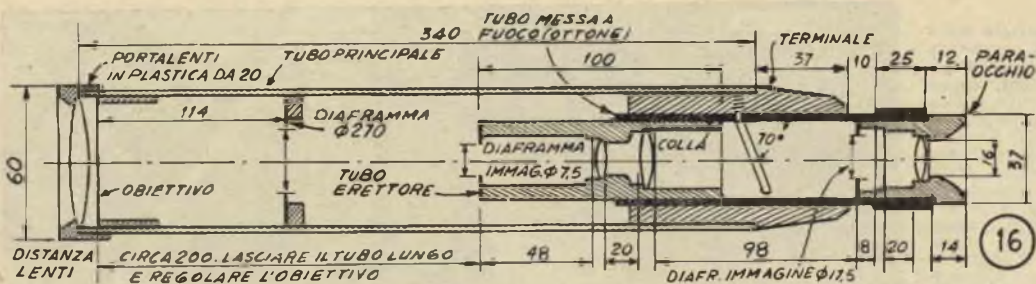 340
TUBO MESSA A
FUOCO (OTTONE)
TERMINALE
37
10
25
12
PARA-
OCCHIO
PORTALENTI
IN PLASTICA DA 20
TUBO PRINCIPALE
100
114
DIAFRAMMA
Φ270
60
OBIETTIVO
TUBO
ERETTORE
DIAFRAMMA
IMMAG. Φ7,5
COLLA
70°
16
37
DISTANZA
LENTI
CIRCA 200. LASCIARE IL TUBO LUNGO
E REGOLARE L'OBIETTIVO
48
20
98
8
20
14
DIAFR. IMMAGINE Φ17,5
16